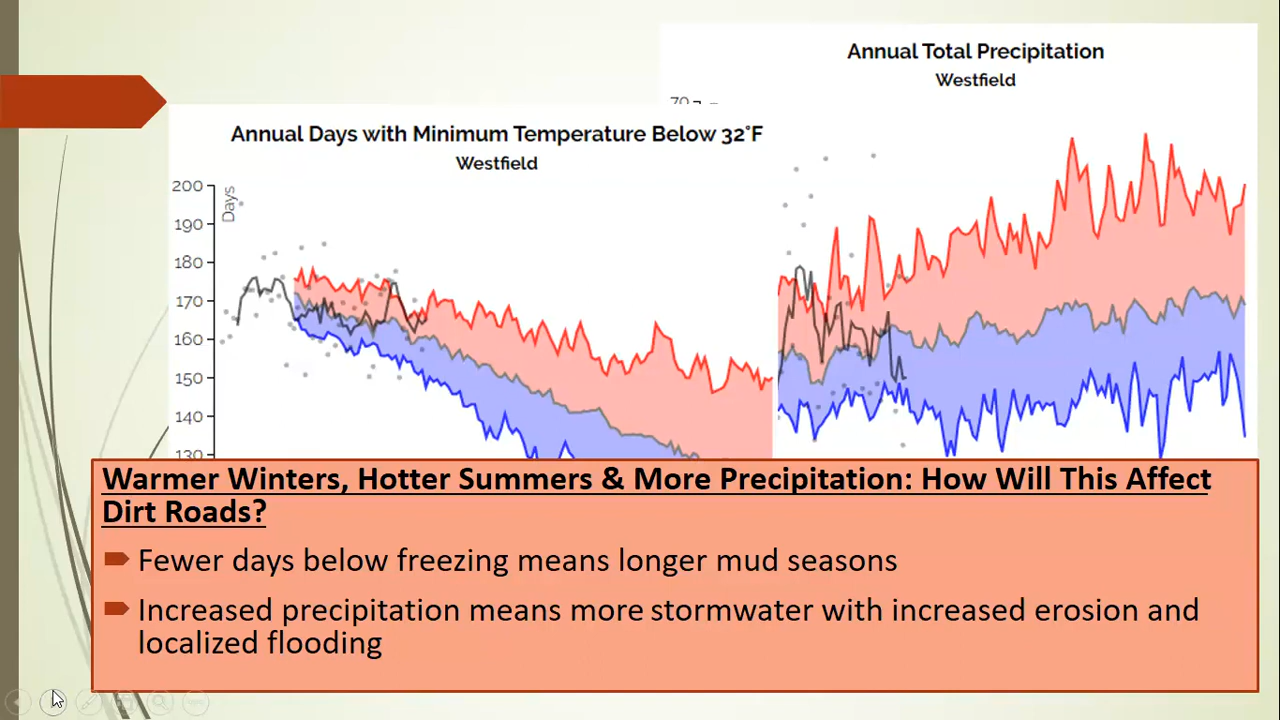 Annual Total Precipitation
Westfield
70
Annual Days with Minimum Temperature Below 32°F
Westfield
Days
200
190
180
170
160
150
140
130
Warmer Winters, Hotter Summers & More Precipitation: How Will This Affect
Dirt Roads?
Fewer days below freezing means longer mud seasons
Increased precipitation means more stormwater with increased erosion and
localized flooding